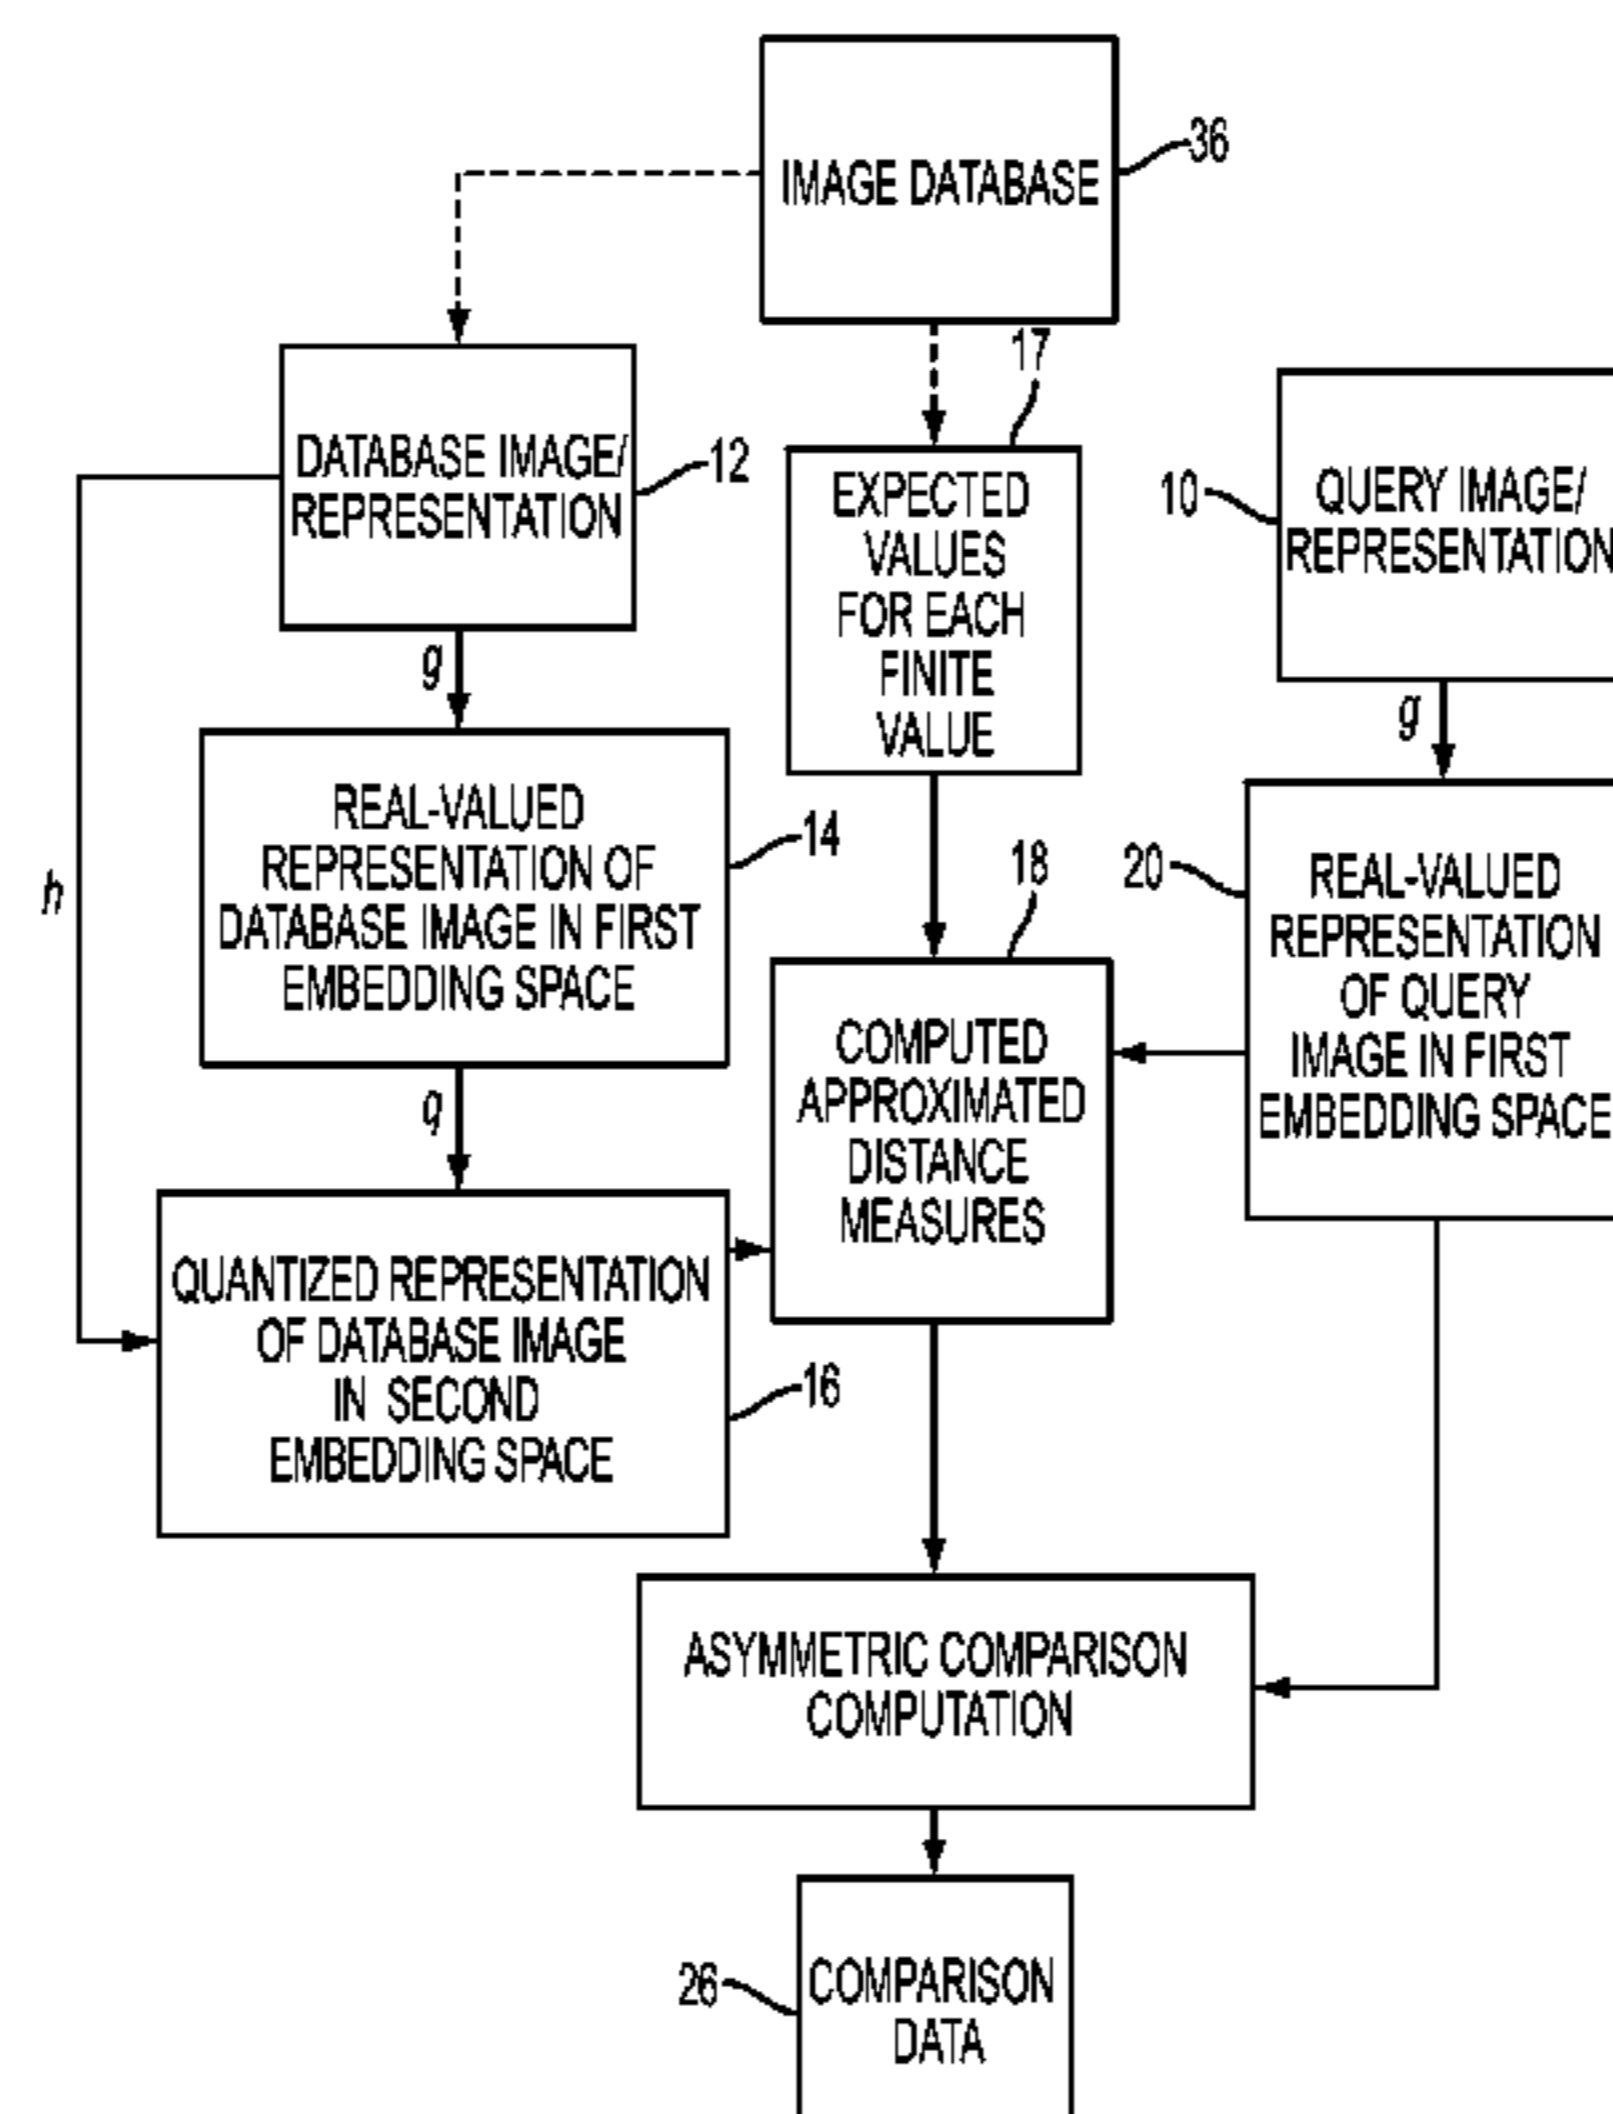 IMAGE DATABASE
36
17
DATABASE IMAGE/
REPRESENTATION
12
EXPECTED
VALUES
FOR EACH
FINITE
VALUE
10
QUERY IMAGE/
REPRESENTATION
g
g
REAL-VALUED
REPRESENTATION OF
DATABASE IMAGE IN FIRST
EMBEDDING SPACE
14
h
18
20
REAL-VALUED
REPRESENTATION
OF QUERY
IMAGE IN FIRST
EMBEDDING SPACE
COMPUTED
APPROXIMATED
DISTANCE
MEASURES
q
QUANTIZED REPRESENTATION
OF DATABASE IMAGE
IN SECOND
EMBEDDING SPACE
16
ASYMMETRIC COMPARISON
COMPUTATION
26
COMPARISON
DATA